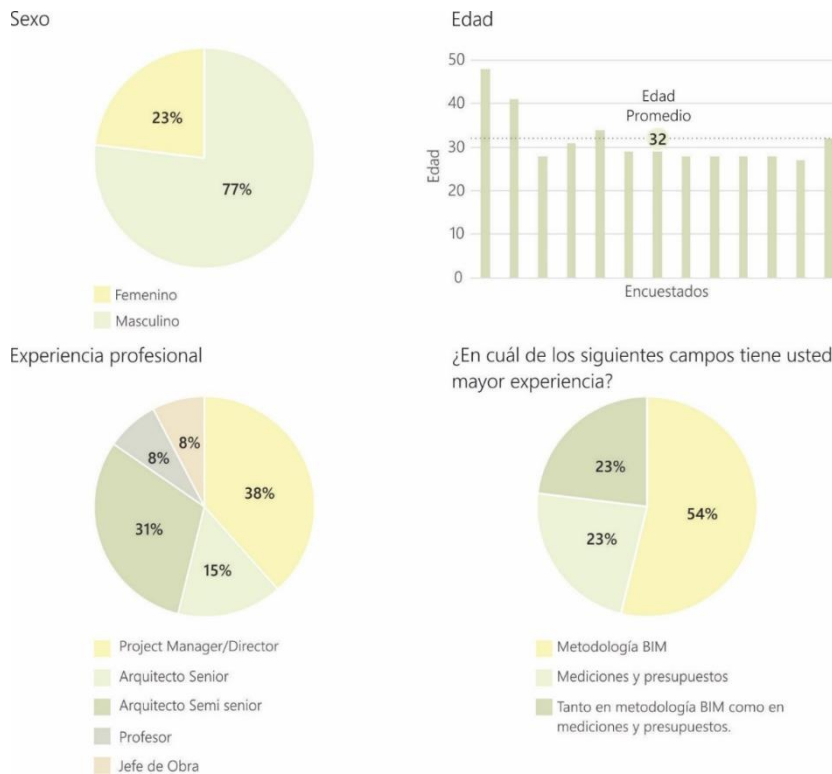 Sexo
23%
77%
Femenino
Masculino
Edad
50
40
30
20
10
0
Edad
Edad
Promedio
32
Encuestados
Experiencia profesional
8%
8%
38%
31%
15%
Project Manager/Director
Arquitecto Senior
Arquitecto Semi senior
Profesor
Jefe de Obra
¿En cuál de los siguientes campos tiene usted
mayor experiencia?
23%
54%
23%
Metodología BIM
Mediciones y presupuestos
Tanto en metodología BIM como en
mediciones y presupuestos.